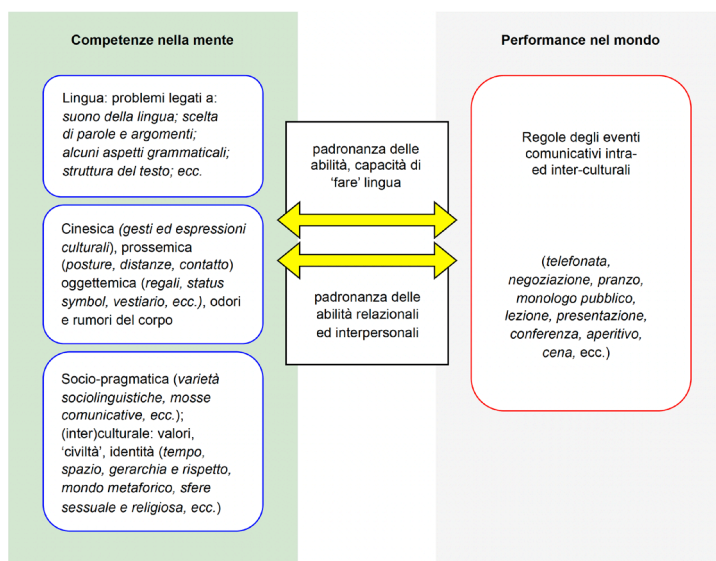 Competenze nella mente
Lingua: problemi legati a:
suono della lingua; scelta
di parole e argomenti;
alcuni aspetti grammaticali;
struttura del testo; ecc.
Cinesica (gesti ed espressioni
culturali), prossemica
(posture, distanze, contatto)
oggettemica (regali, status
symbol, vestiario, ecc.), odori
e rumori del corpo
Socio-pragmatica (varietà
sociolinguistiche, mosse
comunicative, ecc.);
(inter)culturale: valori,
‘civiltà’, identità (tempo,
spazio, gerarchia e rispetto,
mondo metaforico, sfere
sessuale e religiosa, ecc.)
padronanza delle
abilità, capacità di
‘fare’ lingua
padronanza delle
abilità relazionali
ed interpersonali
Performance nel mondo
Regole degli eventi
comunicativi intra-
ed inter-culturali
(telefonata,
negoziazione, pranzo,
monologo pubblico,
lezione, presentazione,
conferenza, aperitivo,
cena, ecc.)